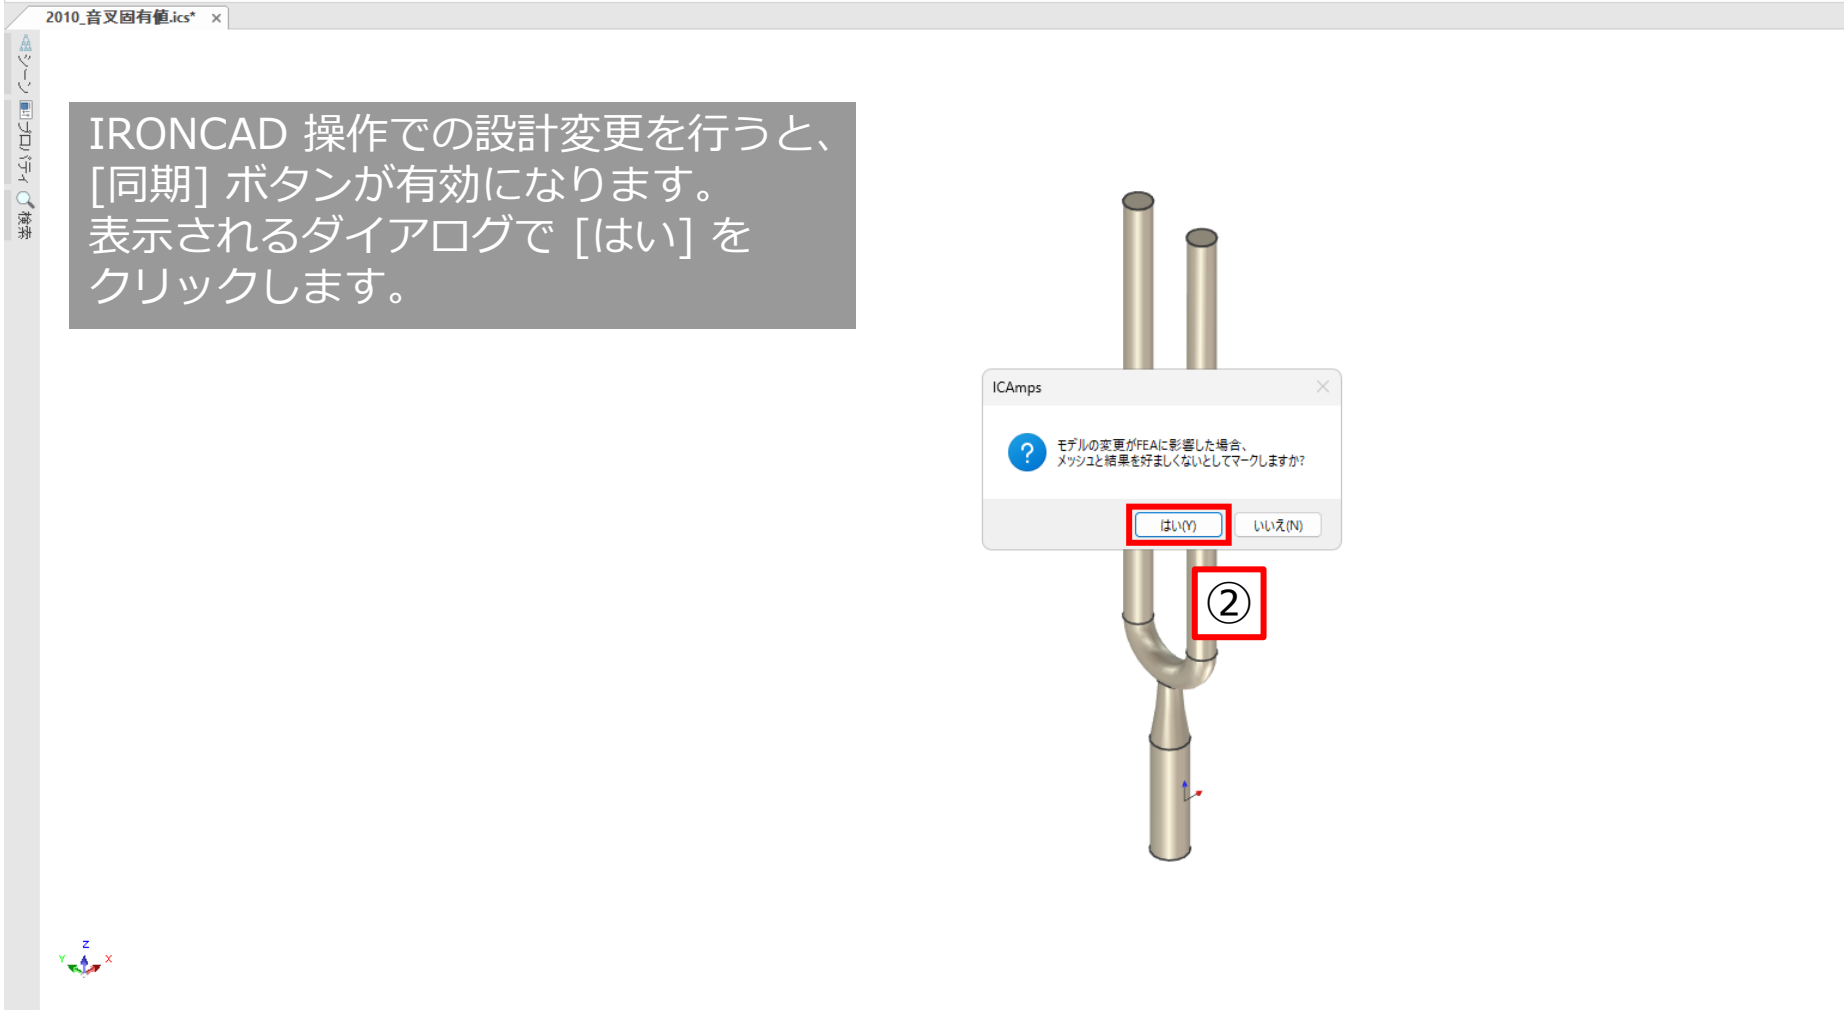 2010_音叉固有値.ics* ×
シーン
プロパティ
検索
IRONCAD 操作での設計変更を行うと、
[同期] ボタンが有効になります。
表示されるダイアログで [はい] を
クリックします。
ICAmps
?
モデルの変更がFEAに影響した場合、
メッシュと結果を好ましくないとしてマークしますか?
はい(Y)
いいえ(N)
②
Z
Y
X